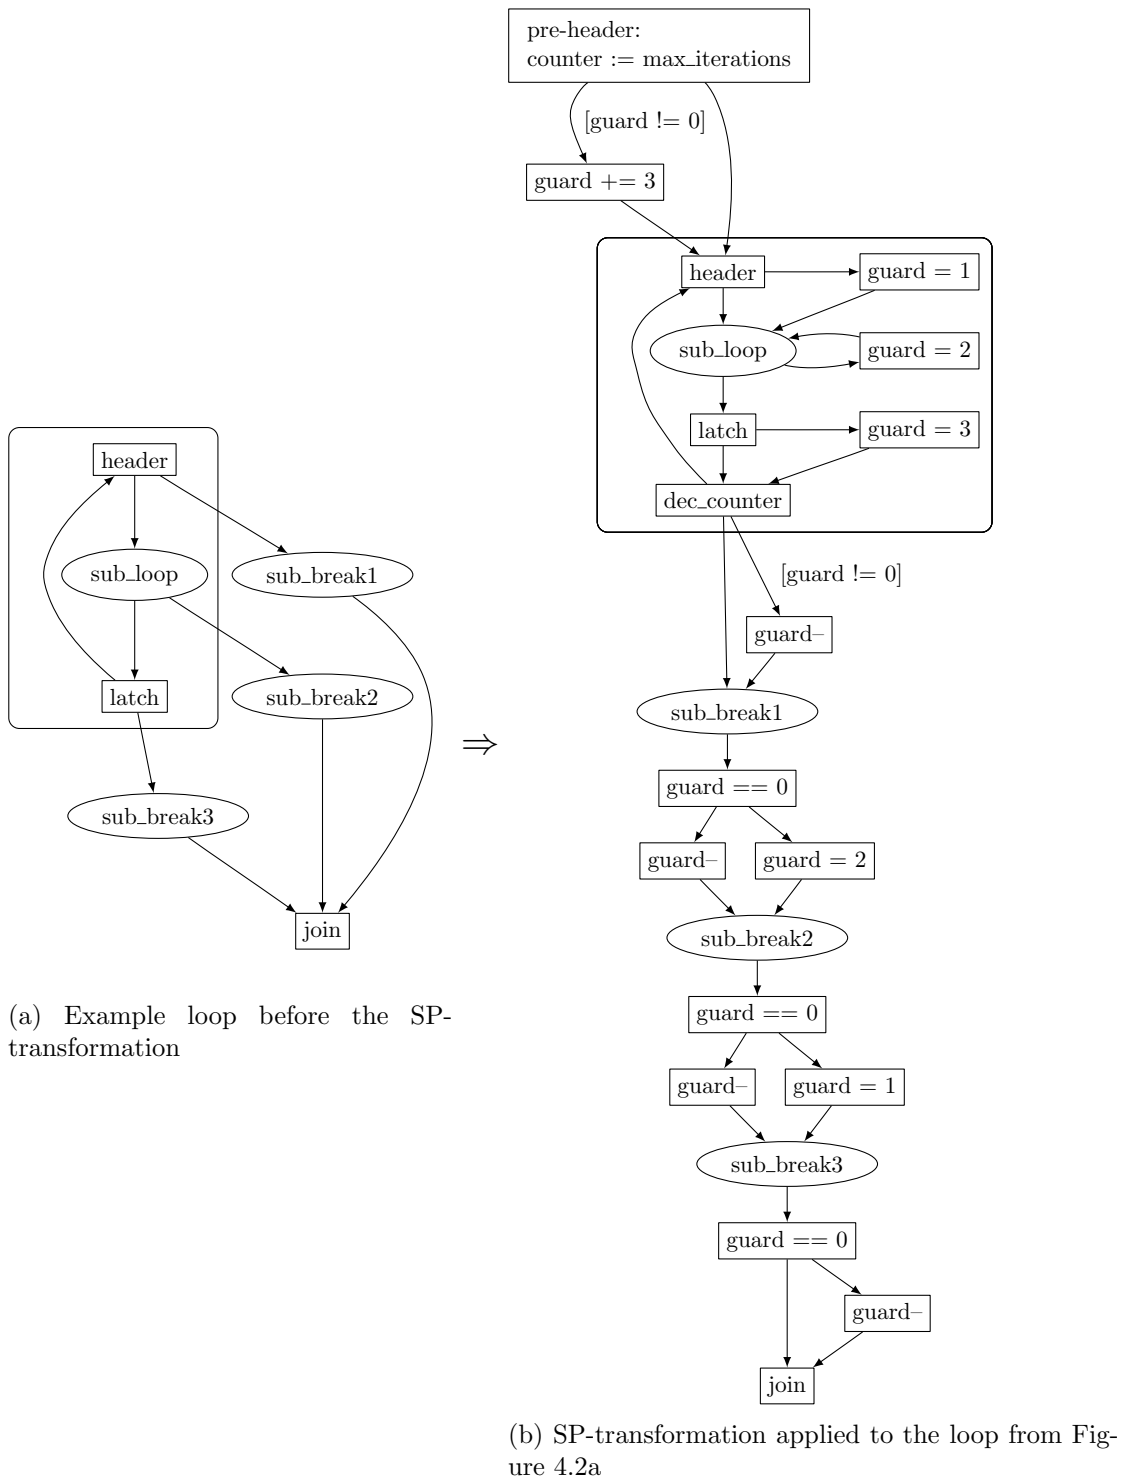 header
sub_loop
sub_break1
latch
sub_break2
sub_break3
join
(a) Example loop before the SP-
transformation
⇒
pre-header:
counter := max_iterations
[guard != 0]
guard += 3
header
guard = 1
sub_loop
guard = 2
latch
guard = 3
dec_counter
[guard != 0]
guard–
sub_break1
guard == 0
guard–
guard = 2
sub_break2
guard == 0
guard–
guard = 1
sub_break3
guard == 0
guard–
join
(b) SP-transformation applied to the loop from Fig-
ure 4.2a